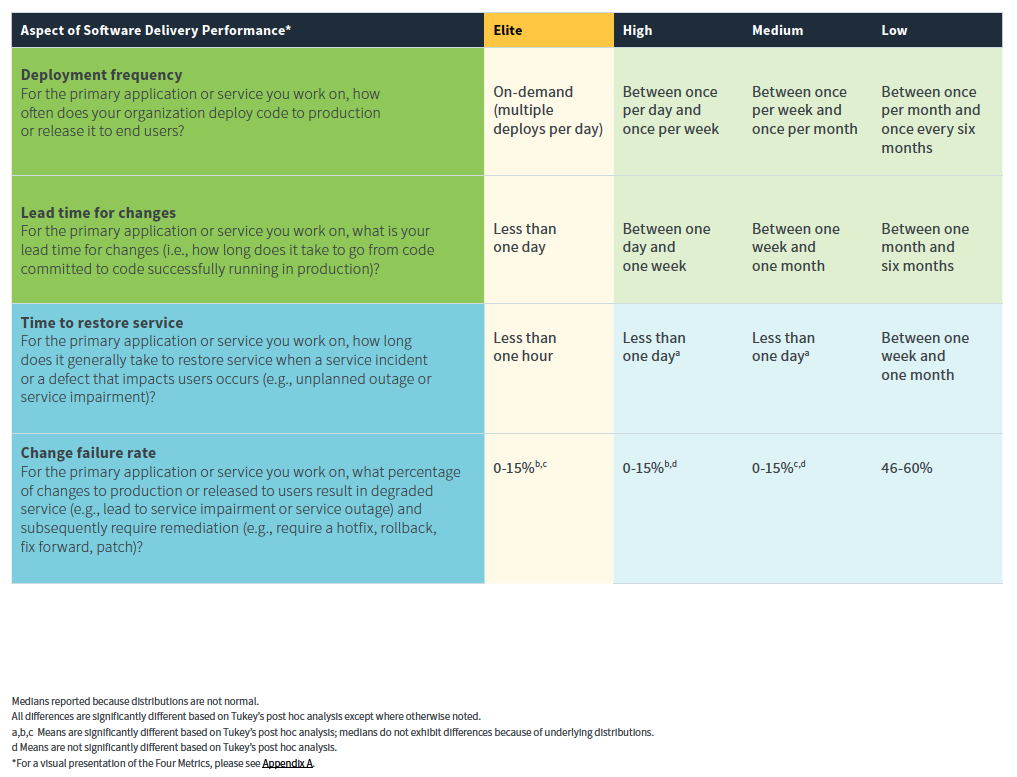 Aspect of Software Delivery Performance*
Elite
High
Medium
Low
Deployment frequency
For the primary application or service you work on, how
often does your organization deploy code to production
or release it to end users?
On-demand
(multiple
deploys per day)
Between once
per day and
once per week
Between once
per week and
once per month
Between once
per month and
once every six
months
Lead time for changes
For the primary application or service you work on, what is your
lead time for changes (i.e., how long does it take to go from code
committed to code successfully running in production)?
Less than
one day
Between one
day and
one week
Between one
week and
one month
Between one
month and
six months
Time to restore service
For the primary application or service you work on, how long
does it generally take to restore service when a service incident
or a defect that impacts users occurs (e.g., unplanned outage or
service impairment)?
Less than
one hour
Less than
one dayᵃ
Less than
one dayᵃ
Between one
week and
one month
Change failure rate
For the primary application or service you work on, what percentage
of changes to production or released to users result in degraded
service (e.g., lead to service impairment or service outage) and
subsequently require remediation (e.g., require a hotfix, rollback,
fix forward, patch)?
0-15%ᵇ,ᶜ
0-15%ᵇ,ᵈ
0-15%ᶜ,ᵈ
46-60%
Medians reported because distributions are not normal.
All differences are significantly different based on Tukey's post hoc analysis except where otherwise noted.
a,b,c Means are significantly different based on Tukey's post hoc analysis; medians do not exhibit differences because of underlying distributions.
d Means are not significantly different based on Tukey's post hoc analysis.
*For a visual presentation of the Four Metrics, please see Appendix A.